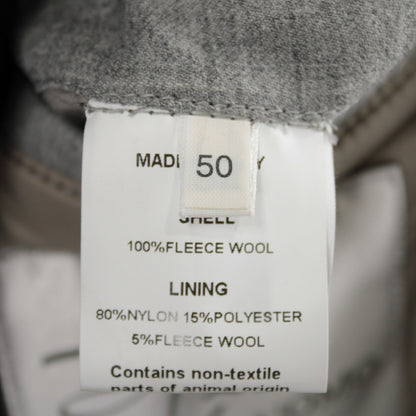 MADE Y
50
SHELL
100%FLEECE WOOL
LINING
80%NYLON 15%POLYESTER
5%FLEECE WOOL
Contains non-textile
parts of animal origin